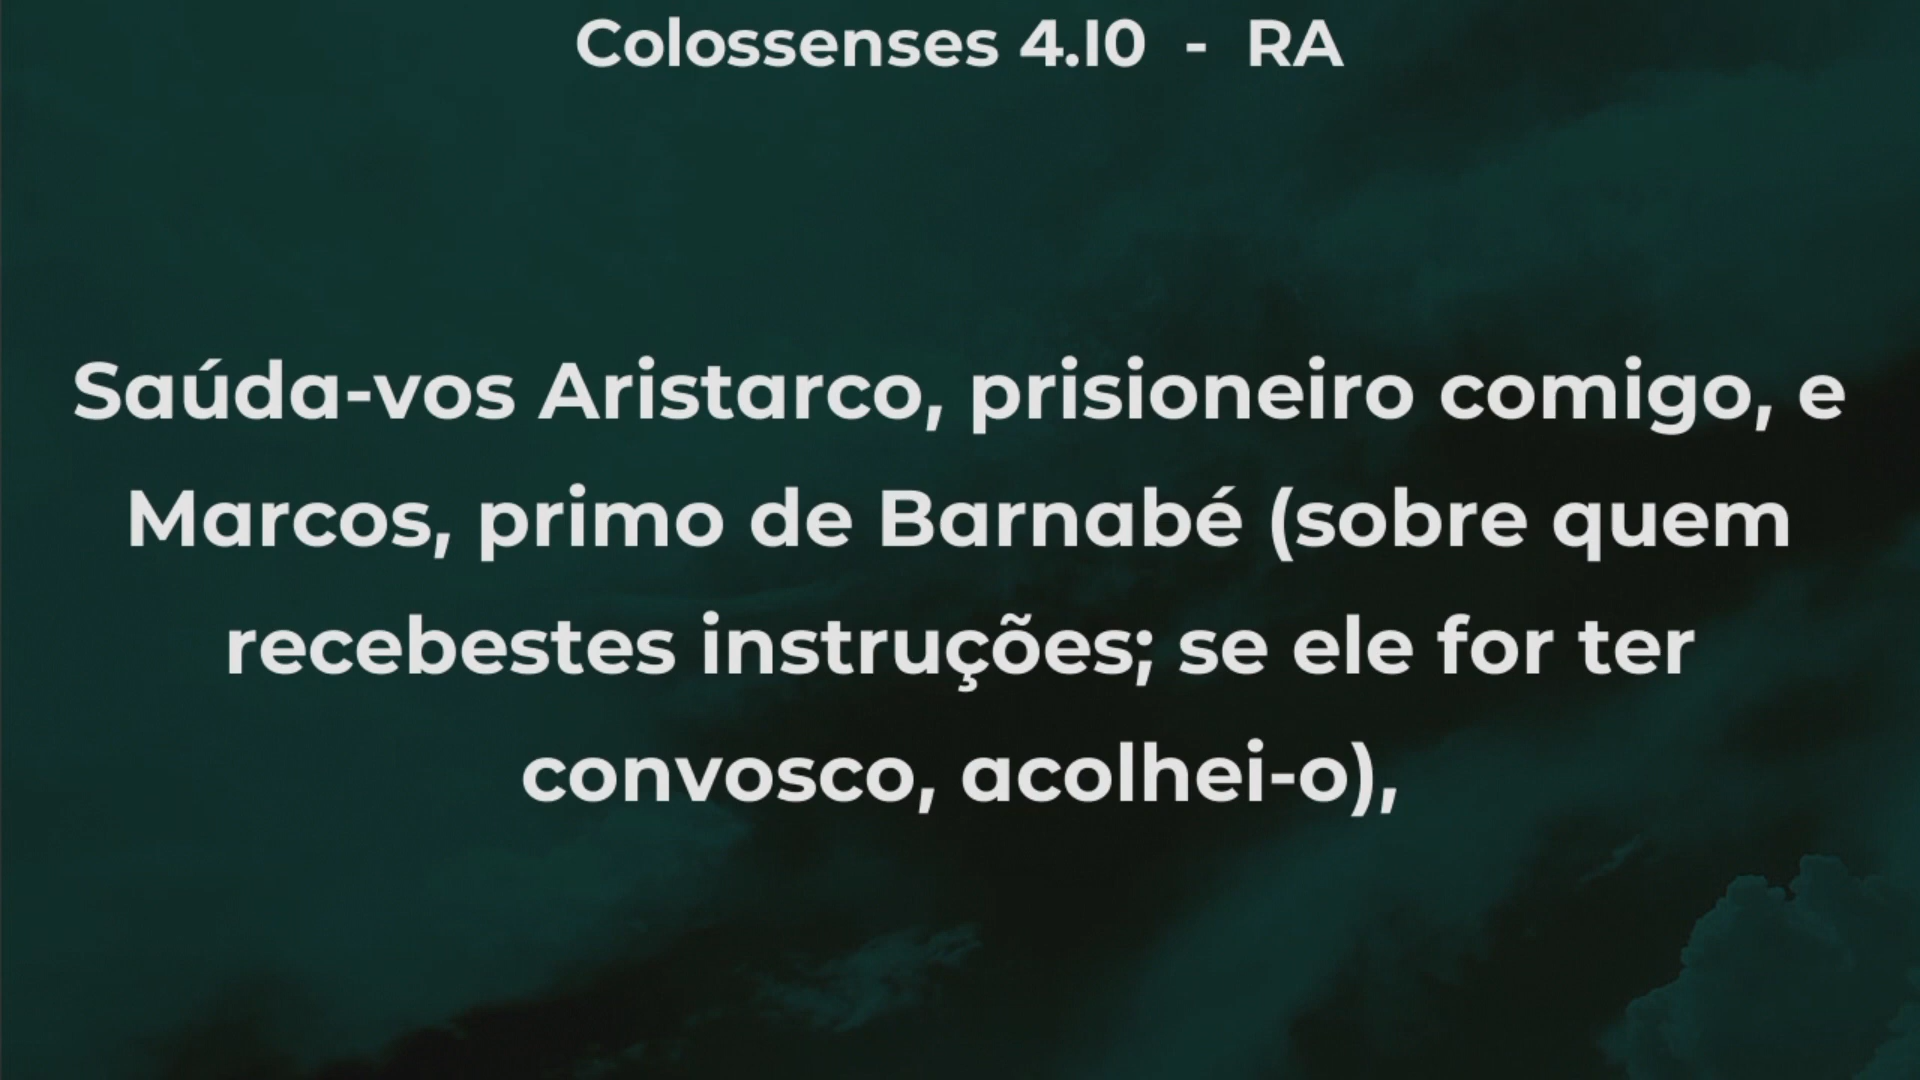 Colossenses 4.10 - RA
Saúda-vos Aristarco, prisioneiro comigo, e
Marcos, primo de Barnabé (sobre quem
recebestes instruções; se ele for ter
convosco, acolhei-o),